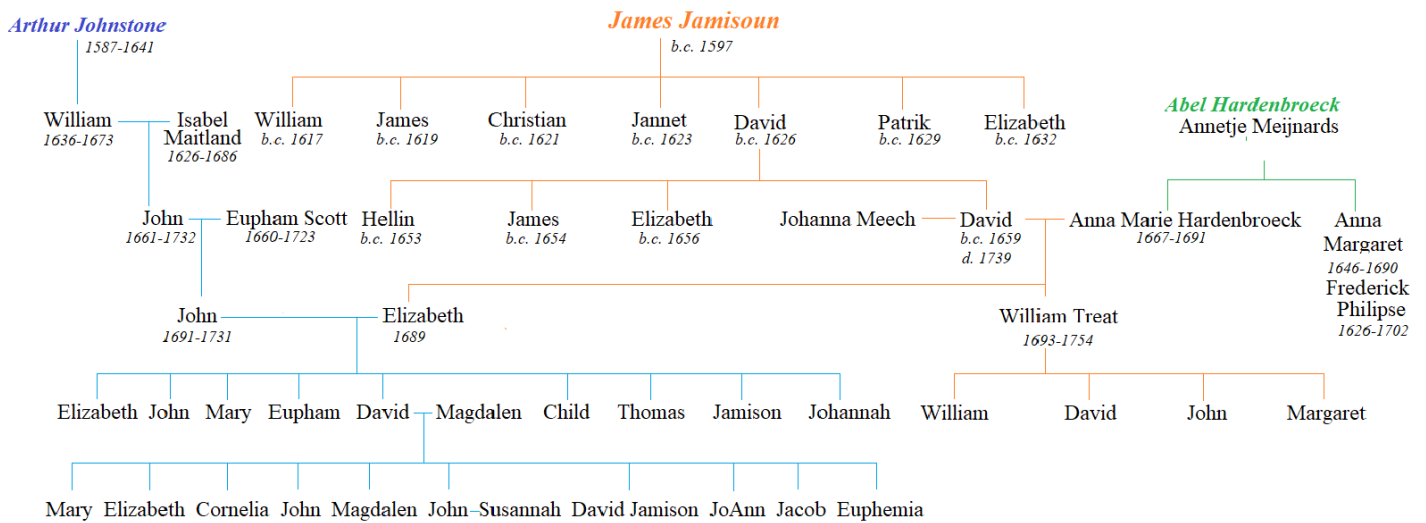 Arthur Johnstone
1587-1641
James Jamisoun
b.c. 1597
William
1636-1673
Isabel
Maitland
1626-1686
William
b.c. 1617
James
b.c. 1619
Christian
b.c. 1621
Jannet
b.c. 1623
David
b.c. 1626
Patrik
b.c. 1629
Elizabeth
b.c. 1632
Abel Hardenbroeck
Annetje Meijnards
John
1661-1732
Eupham Scott
1660-1723
Hellin
b.c. 1653
James
b.c. 1654
Elizabeth
b.c. 1656
Johanna Meech
David
b.c. 1659
d. 1739
Anna Marie Hardenbroeck
1667-1691
Anna
Margaret
1646-1690
Frederick
Philipse
1626-1702
John
1691-1731
Elizabeth
1689
William Treat
1693-1754
Elizabeth
John
Mary
Eupham
David
Magdalen
Child
Thomas
Jamison
Johannah
William
David
John
Margaret
Mary
Elizabeth
Cornelia
John
Magdalen
John–Susannah
David Jamison
JoAnn
Jacob
Euphemia